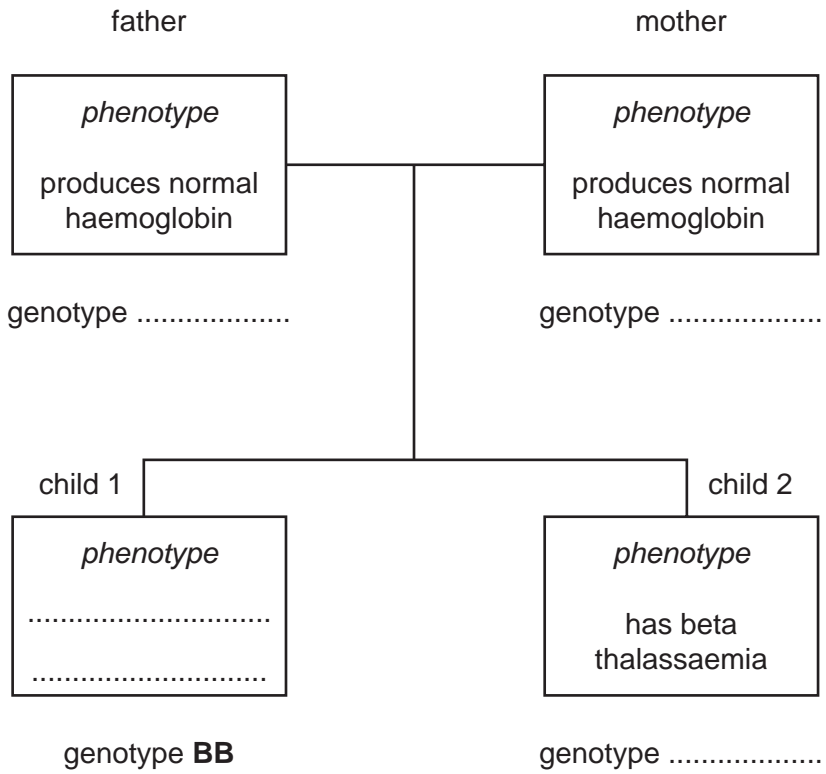 father
mother
phenotype
produces normal
haemoglobin
phenotype
produces normal
haemoglobin
genotype ...................
genotype ...................
child 1
child 2
phenotype
..............................
.............................
phenotype
has beta
thalassaemia
genotype BB
genotype ...................